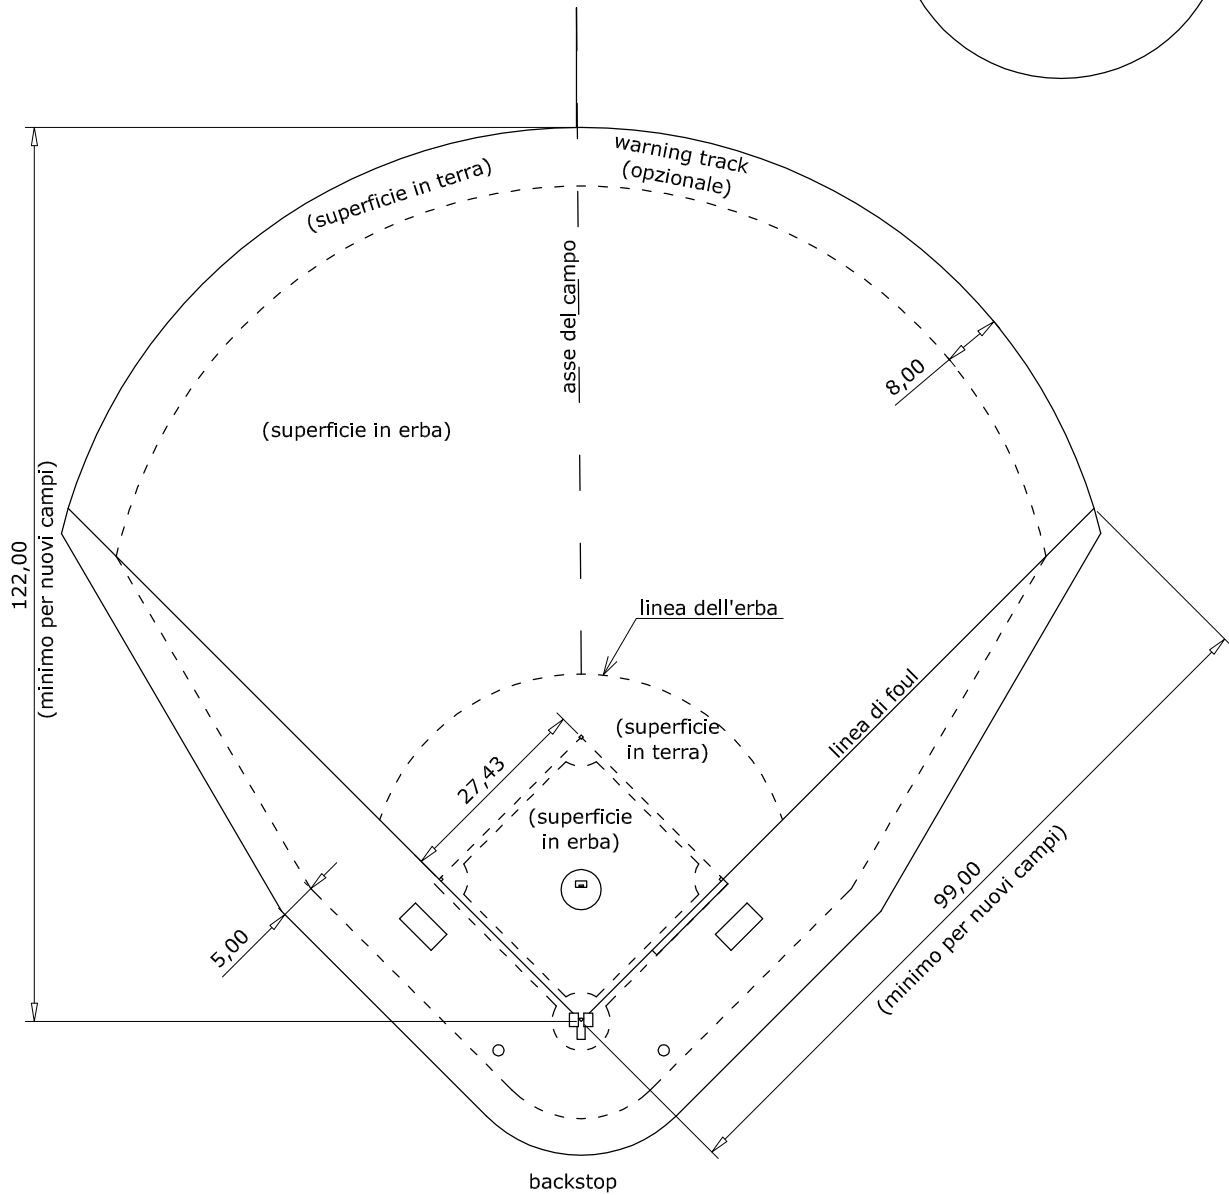 warning track
(opzionale)
(superficie in terra)
asse del campo
8,00
(superficie in erba)
122,00
(minimo per nuovi campi)
linea dell'erba
linea di foul
(superficie
in terra)
27,43
(superficie
in erba)
99,00
(minimo per nuovi campi)
5,00
backstop